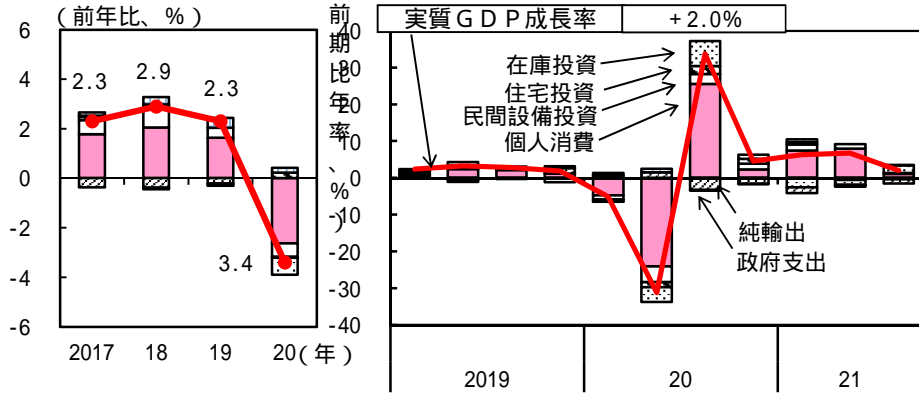 (前年比、%)
6
4
2
0
-2
-4
-6
2.3
2.9
2.3
3.4
2017
18
19
20(年)
前期比年率、%)
実質GDP成長率
+2.0%
40
30
20
10
0
-10
-20
-30
-40
在庫投資
住宅投資
民間設備投資
個人消費
純輸出
政府支出
2019
20
21